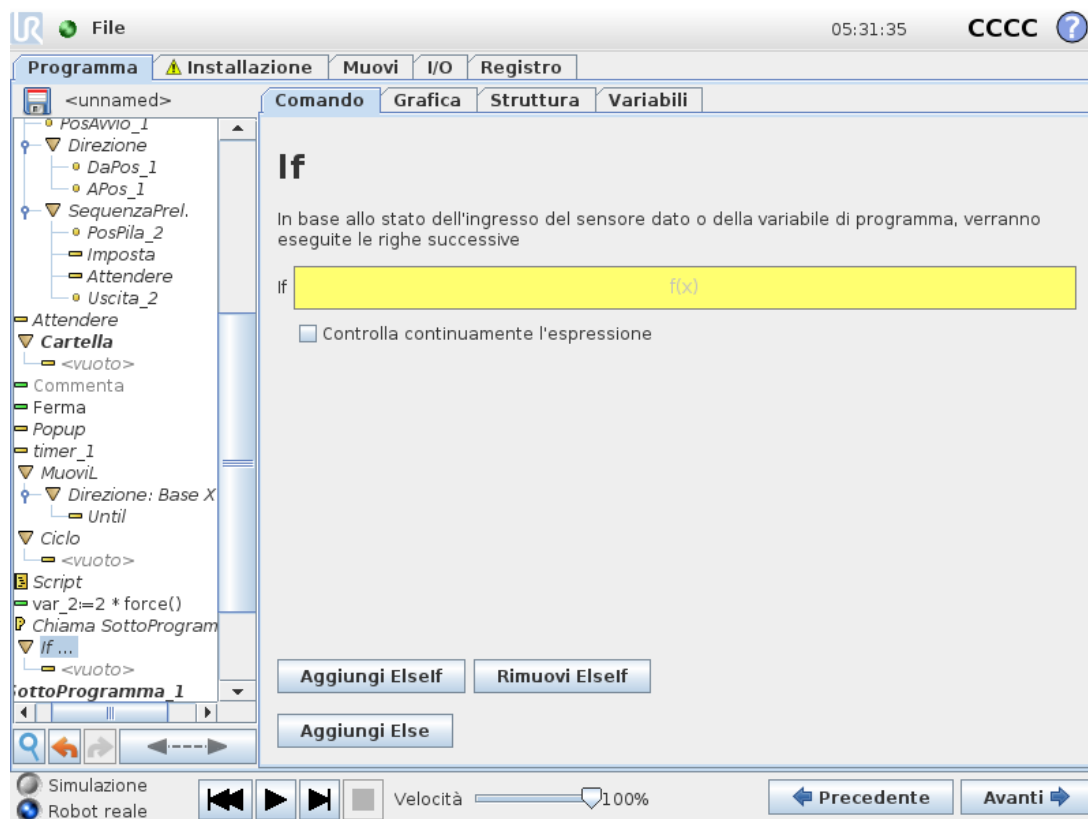 UR File 05:31:35 CCCC ?
Programma Installazione Muovi I/O Registro
<unnamed>
Comando Grafica Struttura Variabili
PosAvvio_1
Direzione
DaPos_1
APos_1
SequenzaPrel.
PosPila_2
Imposta
Attendere
Uscita_2
Attendere
Cartella
<vuoto>
Commenta
Ferma
Popup
timer_1
MuoviL
Direzione: Base X
Until
Ciclo
<vuoto>
Script
var_2:=2 * force()
P Chiama SottoProgram
If ...
<vuoto>
SottoProgramma_1
If
In base allo stato dell'ingresso del sensore dato o della variabile di programma, verranno
eseguite le righe successive
If f(x)
Controlla continuamente l'espressione
Aggiungi ElseIf Rimuovi ElseIf
Aggiungi Else
Simulazione
Robot reale
Velocità 100%
Precedente Avanti